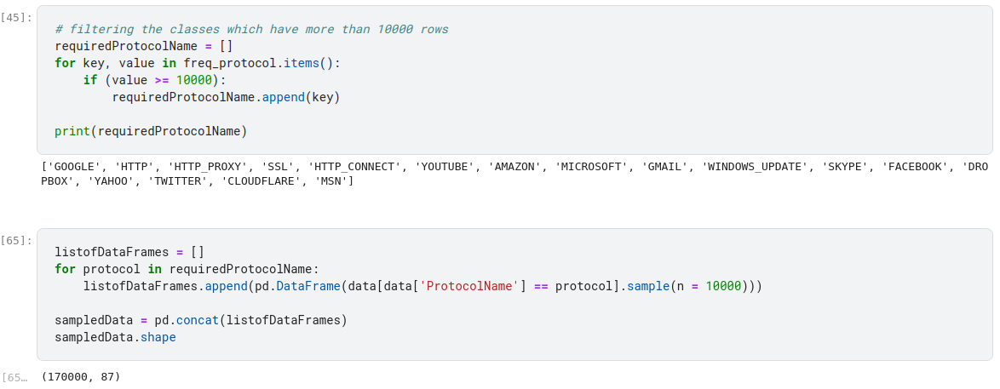 [45]:
# filtering the classes which have more than 10000 rows
requiredProtocolName = []
for key, value in freq_protocol.items():
    if (value >= 10000):
        requiredProtocolName.append(key)

print(requiredProtocolName)
['GOOGLE', 'HTTP', 'HTTP_PROXY', 'SSL', 'HTTP_CONNECT', 'YOUTUBE', 'AMAZON', 'MICROSOFT', 'GMAIL', 'WINDOWS_UPDATE', 'SKYPE', 'FACEBOOK', 'DRO
PBOX', 'YAHOO', 'TWITTER', 'CLOUDFLARE', 'MSN']
[65]:
listofDataFrames = []
for protocol in requiredProtocolName:
    listofDataFrames.append(pd.DataFrame(data[data['ProtocolName'] == protocol].sample(n = 10000)))

sampledData = pd.concat(listofDataFrames)
sampledData.shape
[65…
(170000, 87)